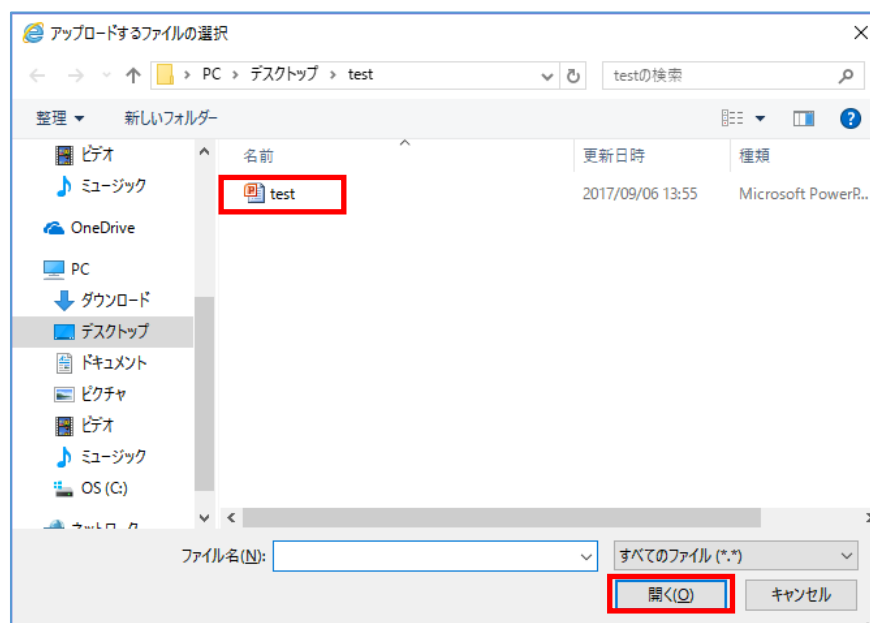 アップロードするファイルの選択
PC › デスクトップ › test
testの検索
整理 新しいフォルダー
名前 更新日時 種類
ビデオ
ミュージック
test 2017/09/06 13:55 Microsoft PowerP...
OneDrive
PC
ダウンロード
デスクトップ
ドキュメント
ピクチャ
ビデオ
ミュージック
OS (C:)
ファイル名(N): すべてのファイル (*.*)
開く(O) キャンセル